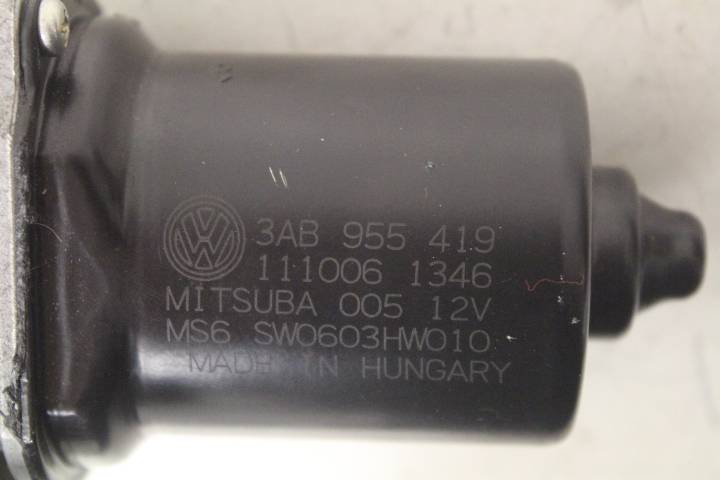 3AB 955 419
111006 1346
MITSUBA 005 12V
MS6 SW0603HW010
MADE IN HUNGARY